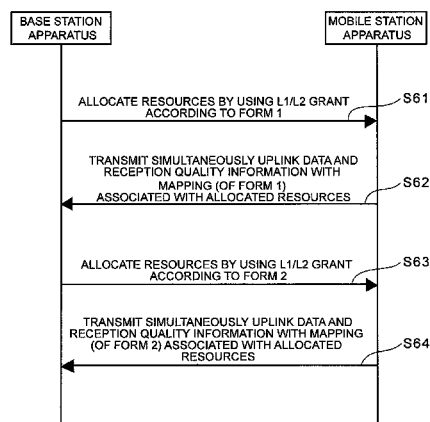 BASE STATION
APPARATUS
MOBILE STATION
APPARATUS
ALLOCATE RESOURCES BY USING L1/L2 GRANT
ACCORDING TO FORM 1
S61
TRANSMIT SIMULTANEOUSLY UPLINK DATA AND
RECEPTION QUALITY INFORMATION WITH
MAPPING (OF FORM 1)
ASSOCIATED WITH ALLOCATED RESOURCES
S62
ALLOCATE RESOURCES BY USING L1/L2 GRANT
ACCORDING TO FORM 2
S63
TRANSMIT SIMULTANEOUSLY UPLINK DATA AND
RECEPTION QUALITY INFORMATION WITH MAPPING
(OF FORM 2) ASSOCIATED WITH ALLOCATED
RESOURCES
S64